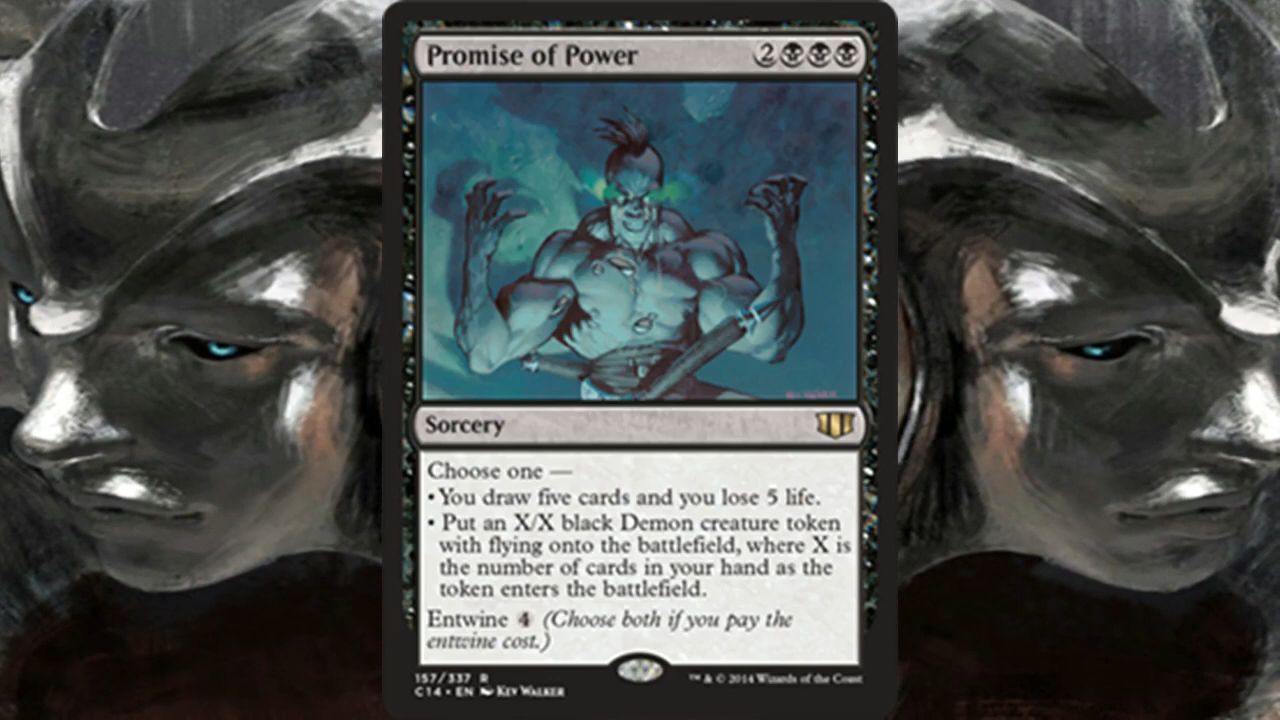 Promise of Power 2
Sorcery
Choose one —
• You draw five cards and you lose 5 life.
• Put an X/X black Demon creature token
with flying onto the battlefield, where X is
the number of cards in your hand as the
token enters the battlefield.
Entwine 4 (Choose both if you pay the
entwine cost.)
157/337 R
C14 • EN Kev Walker ™ & © 2014 Wizards of the Coast